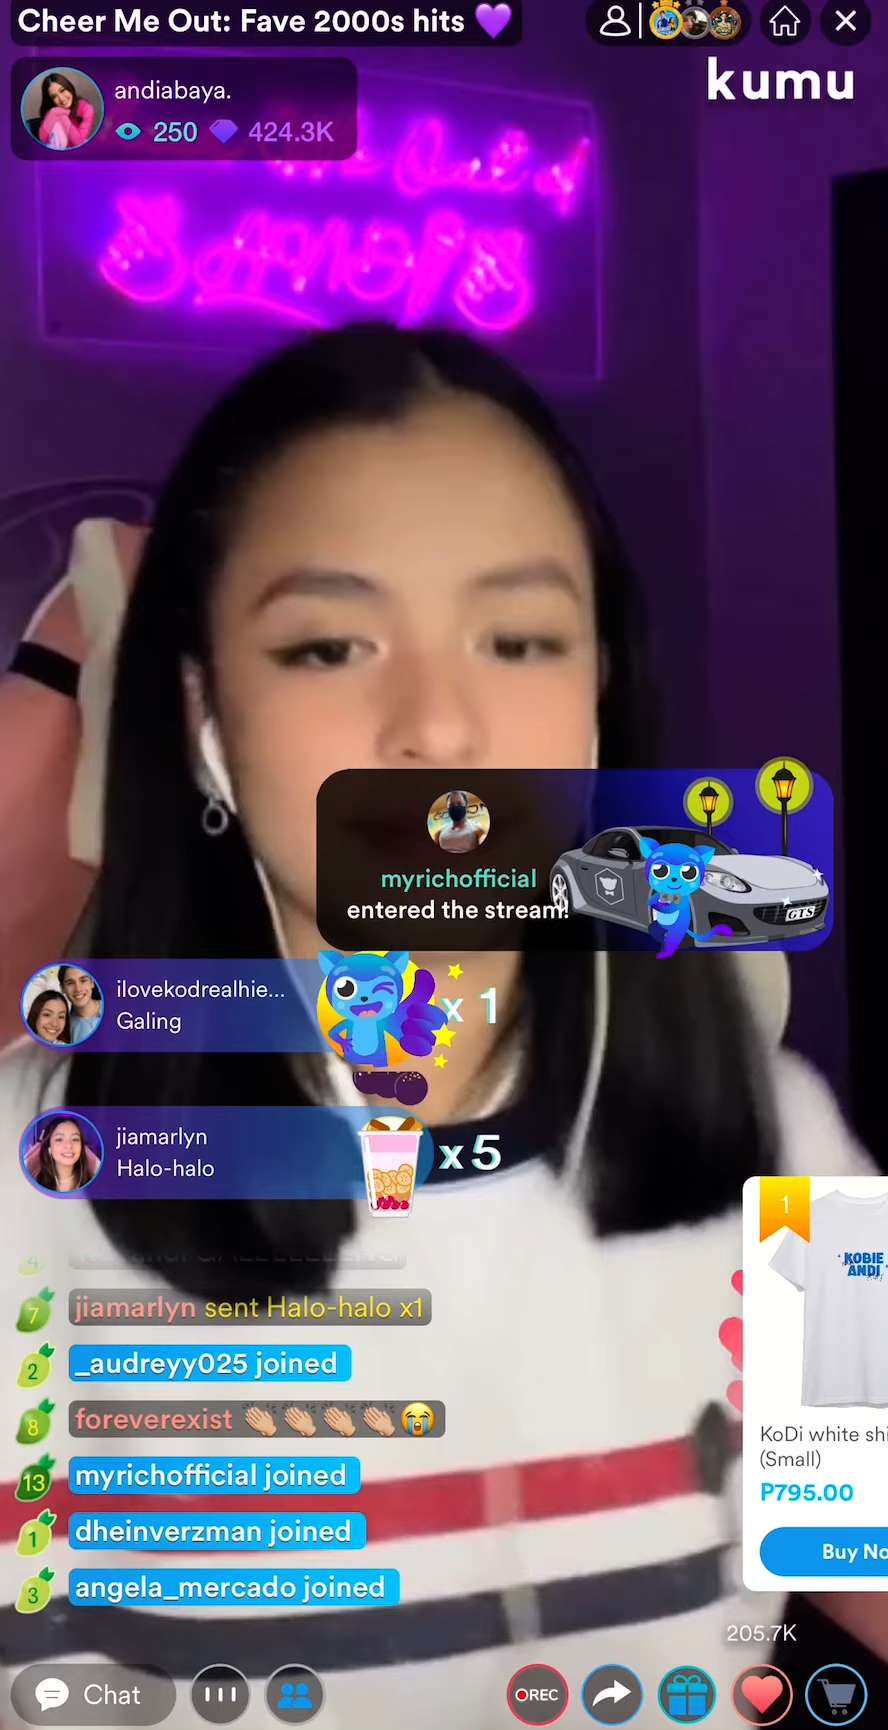 Cheer Me Out: Fave 2000s hits 💜
andiabaya.
250 424.3K
kumu
myrichofficial
entered the stream!
GTS
ilovekodrealhie...
Galing
x 1
jiamarlyn
Halo-halo
x 5
1
KOBIE
ANDI
4
7 jiamarlyn sent Halo-halo x1
2 _audreyy025 joined
8 foreverexist 👏🏼👏🏼👏🏼👏🏼😭
13 myrichofficial joined
1 dheinverzman joined
3 angela_mercado joined
KoDi white shi
(Small)
P795.00
Buy No
205.7K
Chat
REC